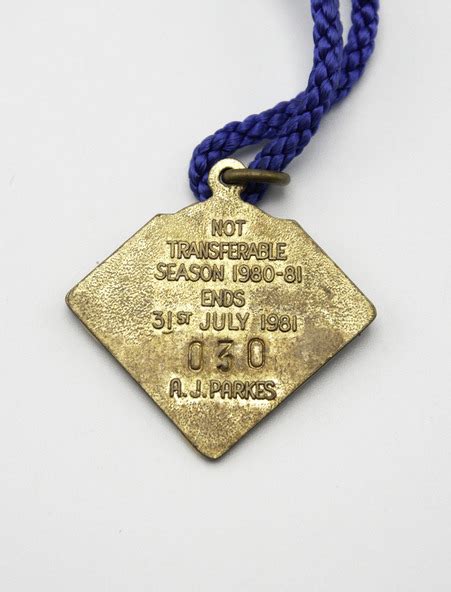 NOT
TRANSFERABLE
SEASON 1980-81
ENDS
31ST JULY 1981
030
A.J.PARKES